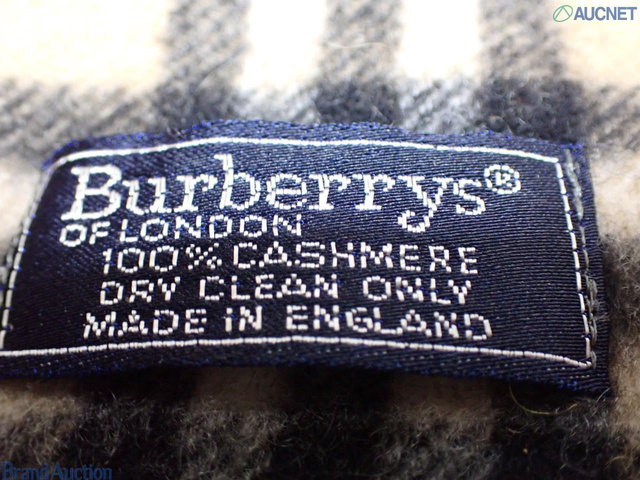 AUCNET
Burberrys®
OF LONDON
100% CASHMERE
DRY CLEAN ONLY
MADE IN ENGLAND
Brand Auction